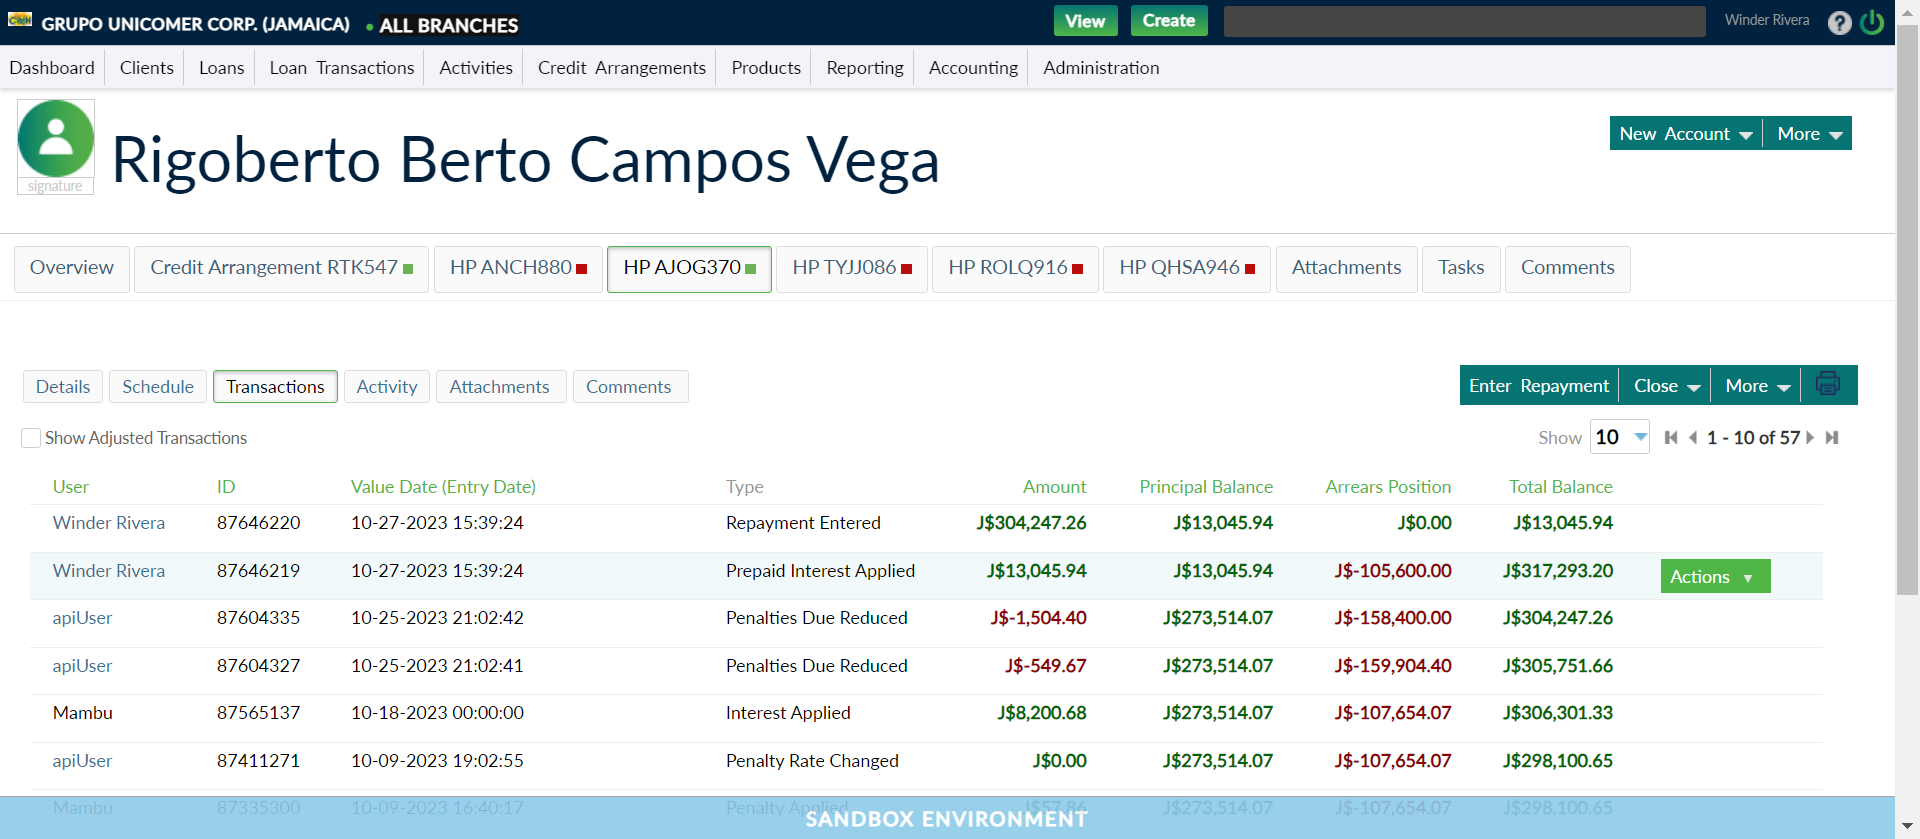 GRUPO UNICOMER CORP. (JAMAICA) ALL BRANCHES View Create Winder Rivera ?
Dashboard Clients Loans Loan Transactions Activities Credit Arrangements Products Reporting Accounting Administration
Rigoberto Berto Campos Vega New Account More
signature
Overview Credit Arrangement RTK547 HP ANCH880 HP AJOG370 HP TYJJ086 HP ROLQ916 HP QHSA946 Attachments Tasks Comments
Details Schedule Transactions Activity Attachments Comments Enter Repayment Close More
Show Adjusted Transactions Show 10 1 - 10 of 57
User ID Value Date (Entry Date) Type Amount Principal Balance Arrears Position Total Balance
Winder Rivera 87646220 10-27-2023 15:39:24 Repayment Entered J$304,247.26 J$13,045.94 J$0.00 J$13,045.94
Winder Rivera 87646219 10-27-2023 15:39:24 Prepaid Interest Applied J$13,045.94 J$13,045.94 J$-105,600.00 J$317,293.20 Actions
apiUser 87604335 10-25-2023 21:02:42 Penalties Due Reduced J$-1,504.40 J$273,514.07 J$-158,400.00 J$304,247.26
apiUser 87604327 10-25-2023 21:02:41 Penalties Due Reduced J$-549.67 J$273,514.07 J$-159,904.40 J$305,751.66
Mambu 87565137 10-18-2023 00:00:00 Interest Applied J$8,200.68 J$273,514.07 J$-107,654.07 J$306,301.33
apiUser 87411271 10-09-2023 19:02:55 Penalty Rate Changed J$0.00 J$273,514.07 J$-107,654.07 J$298,100.65
Mambu 87335300 10-09-2023 16:40:17 Penalty Applied J$57.86 J$273,514.07 J$-107,654.07 J$298,100.65
SANDBOX ENVIRONMENT